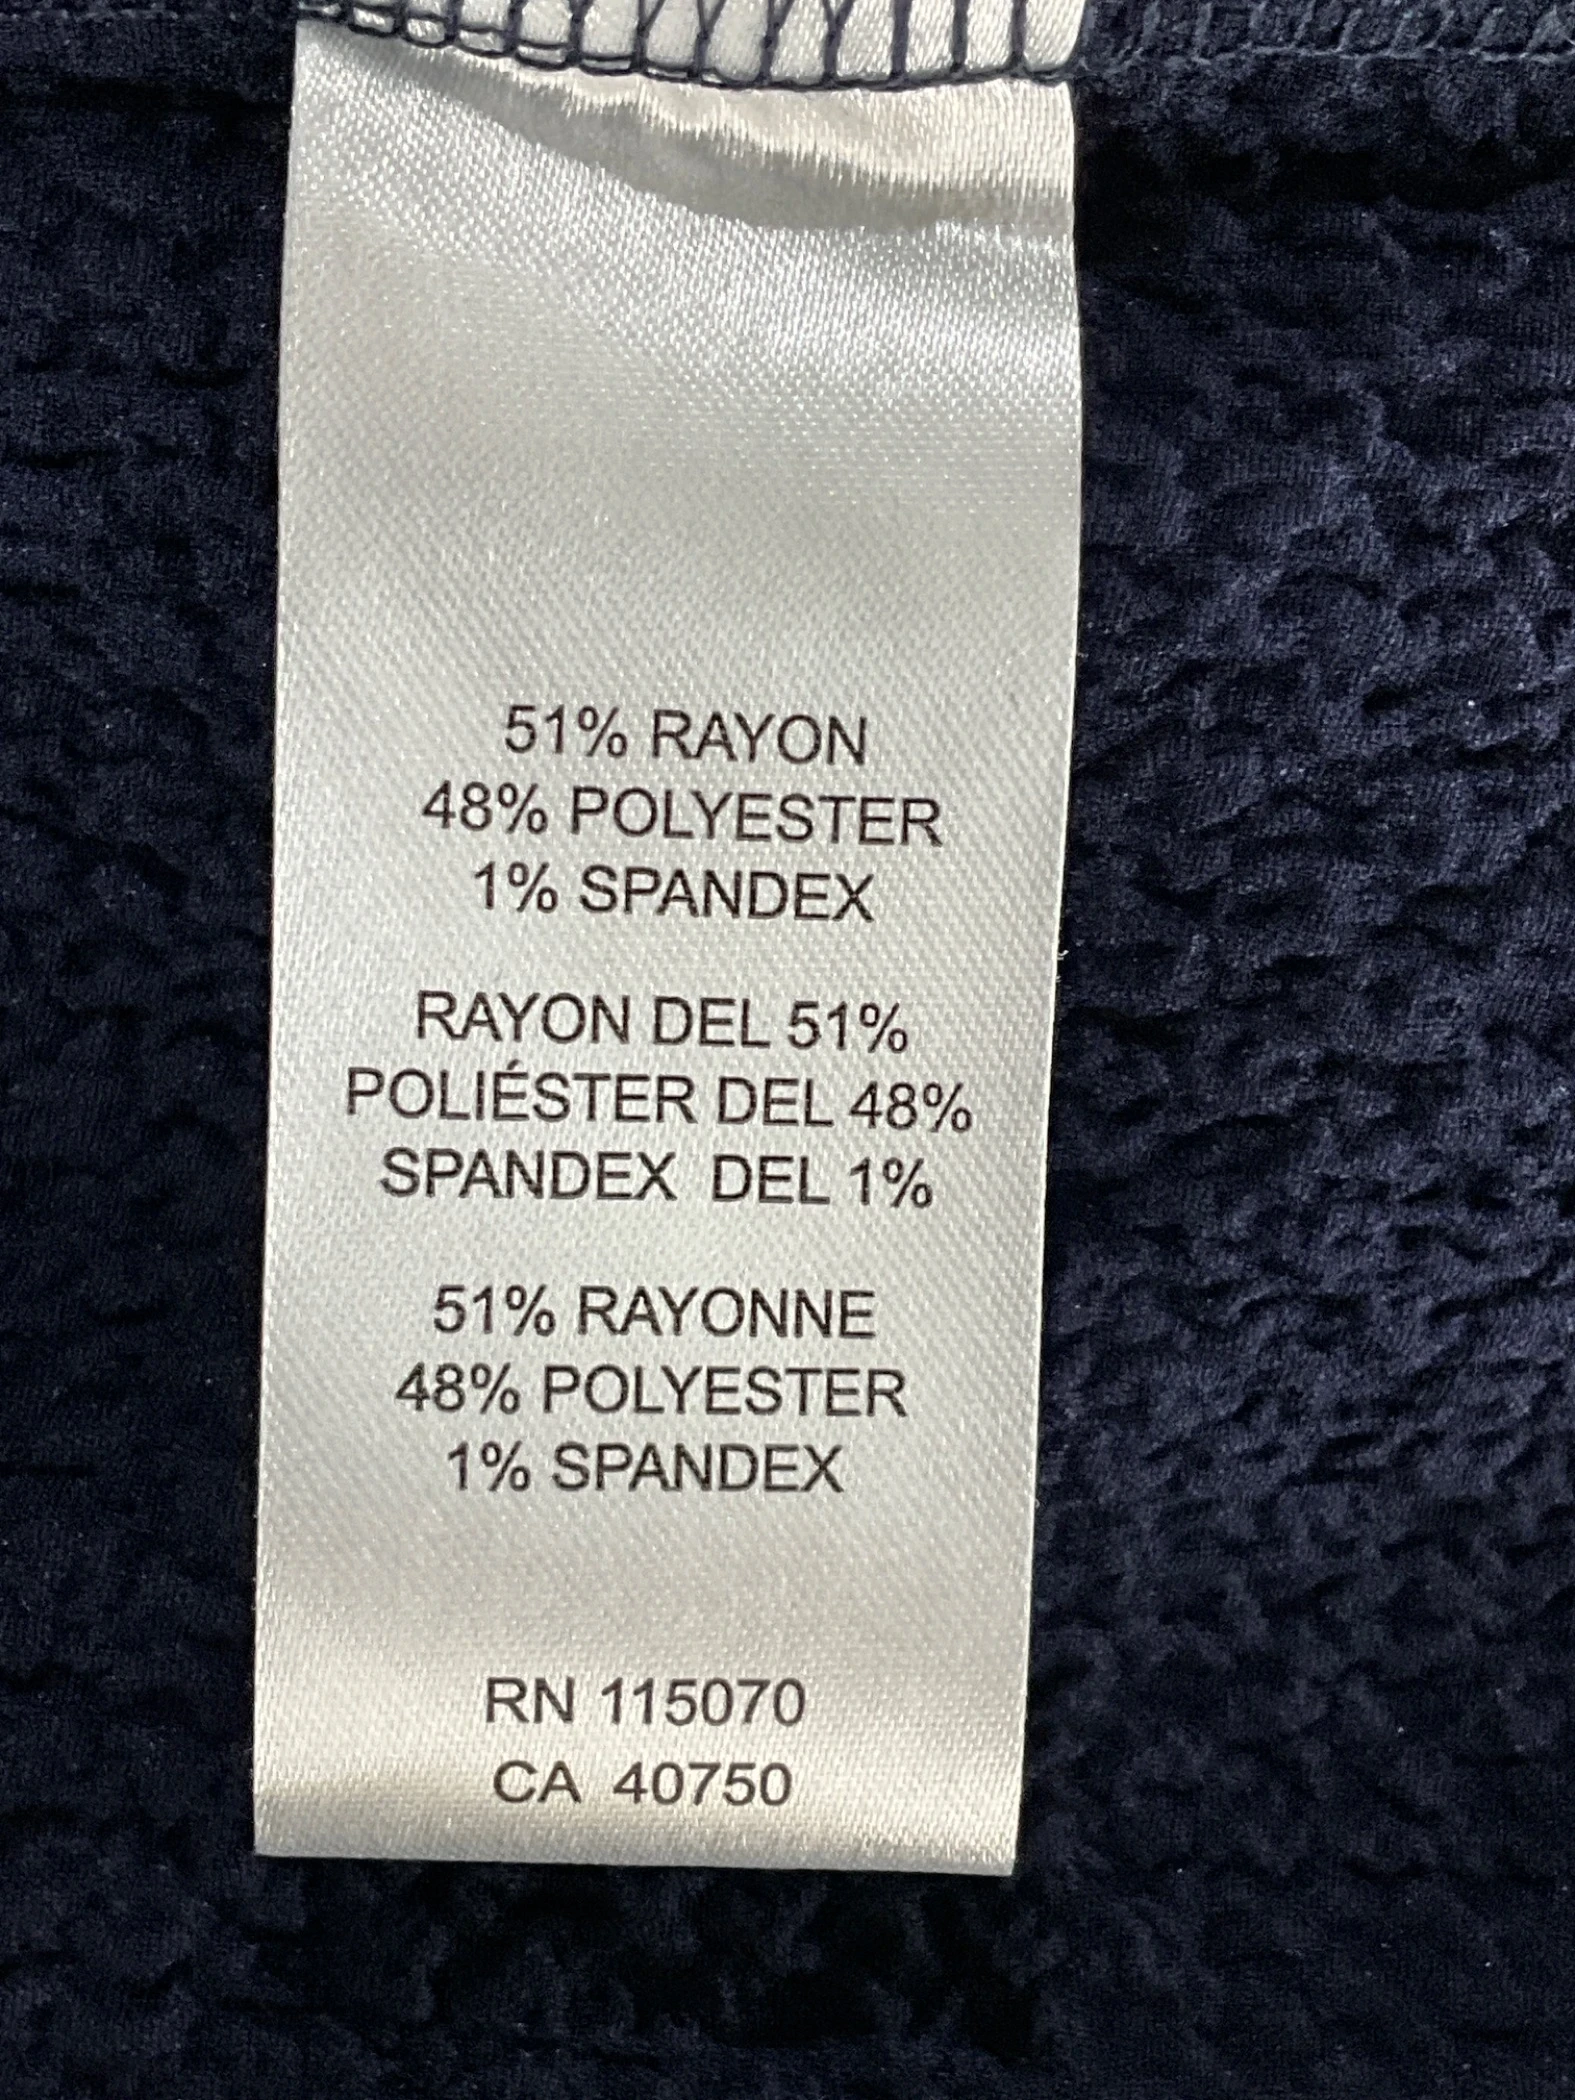 51% RAYON
48% POLYESTER
1% SPANDEX
RAYON DEL 51%
POLIÉSTER DEL 48%
SPANDEX DEL 1%
51% RAYONNE
48% POLYESTER
1% SPANDEX
RN 115070
CA 40750